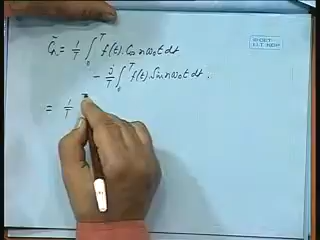 C̄n = 1/T ∫₀ᵀ f(t). Cos nω₀t dt
- j/T ∫₀ᵀ f(t). Sin nω₀t dt.
= 1/T